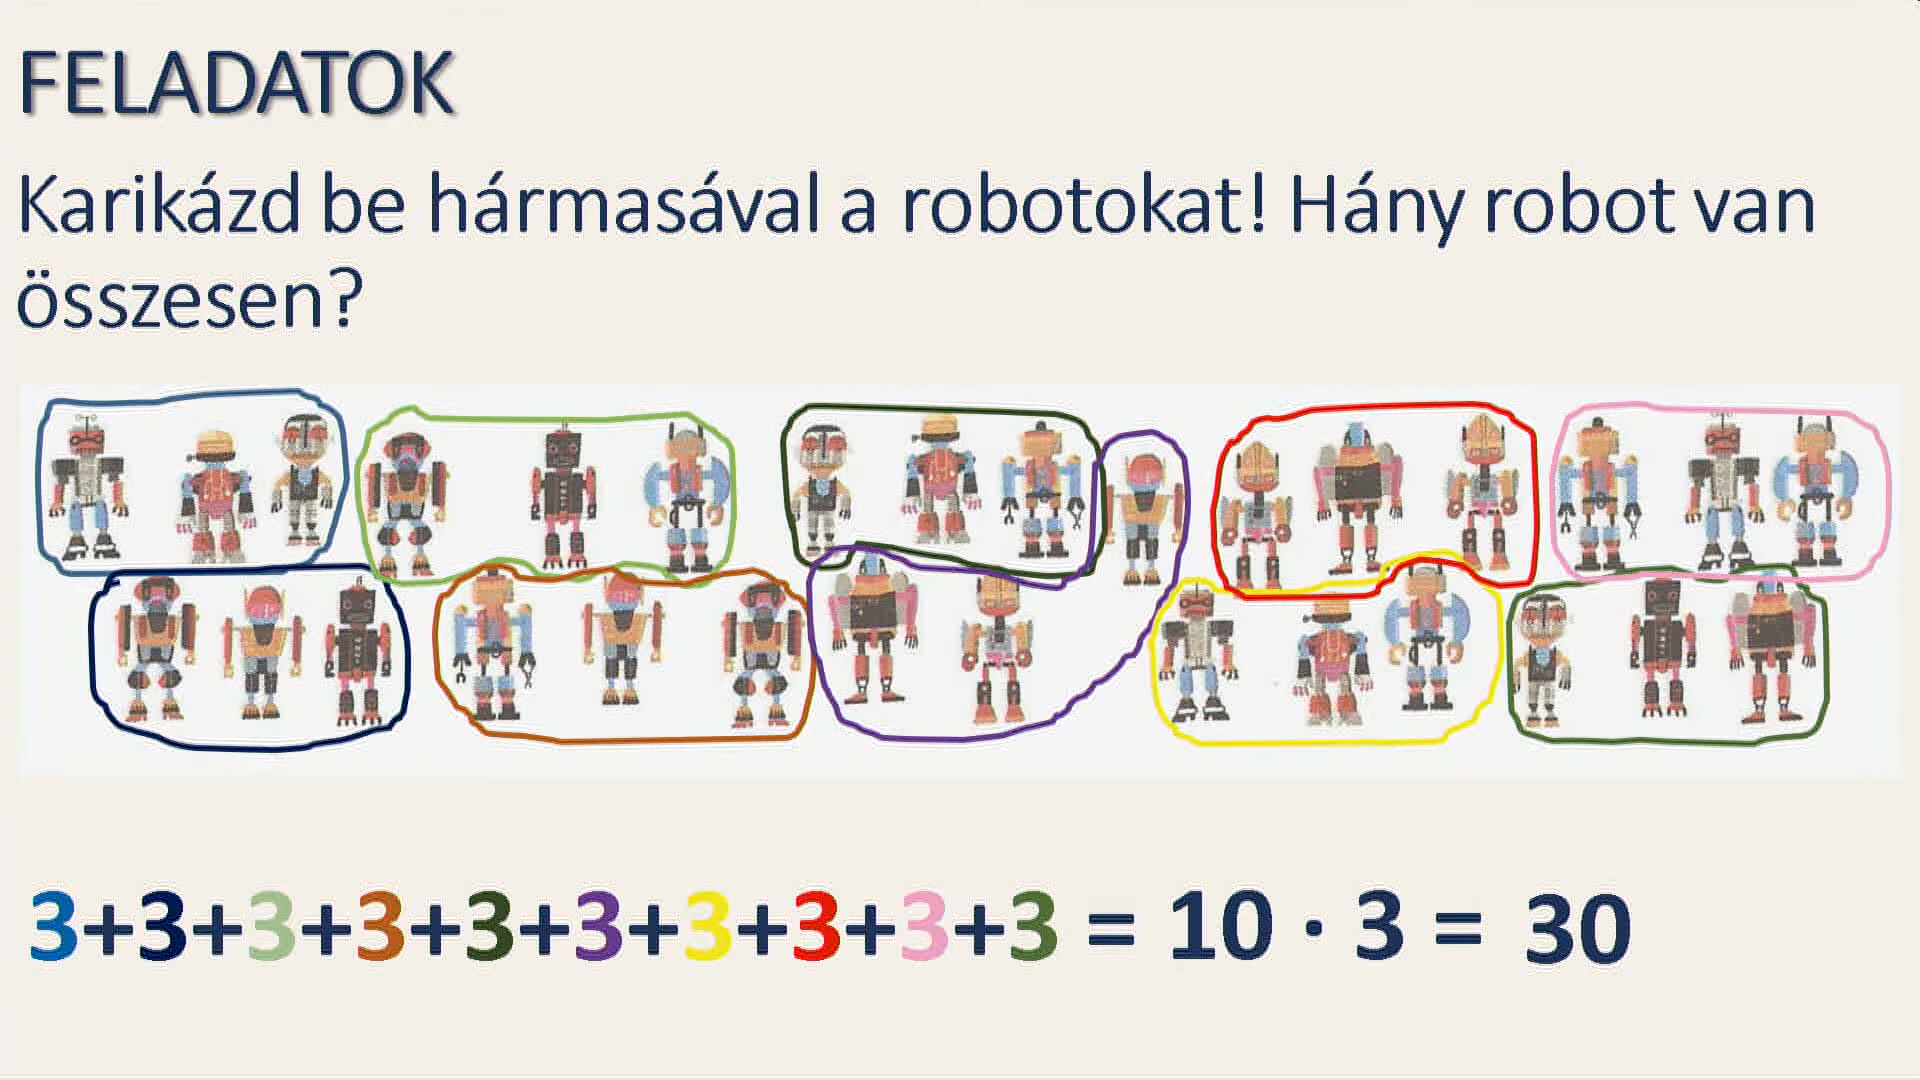 FELADATOK
Karikázd be hármasával a robotokat! Hány robot van
összesen?
3+3+3+3+3+3+3+3+3+3 = 10 · 3 = 30